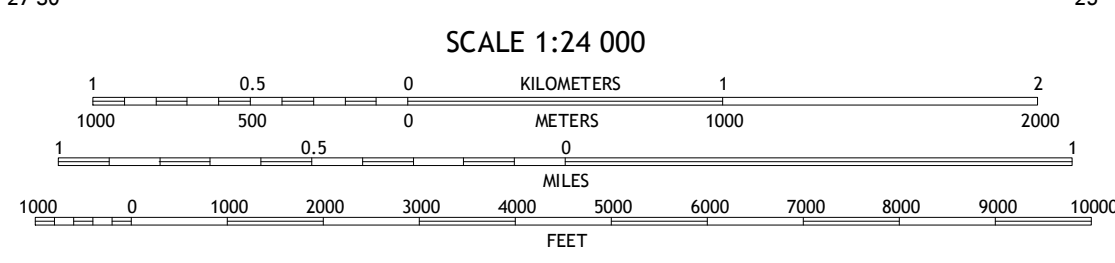 SCALE 1:24 000
1 0.5 0 KILOMETERS 1 2
1000 500 0 METERS 1000 2000
1 0.5 0 1
MILES
1000 0 1000 2000 3000 4000 5000 6000 7000 8000 9000 10000
FEET